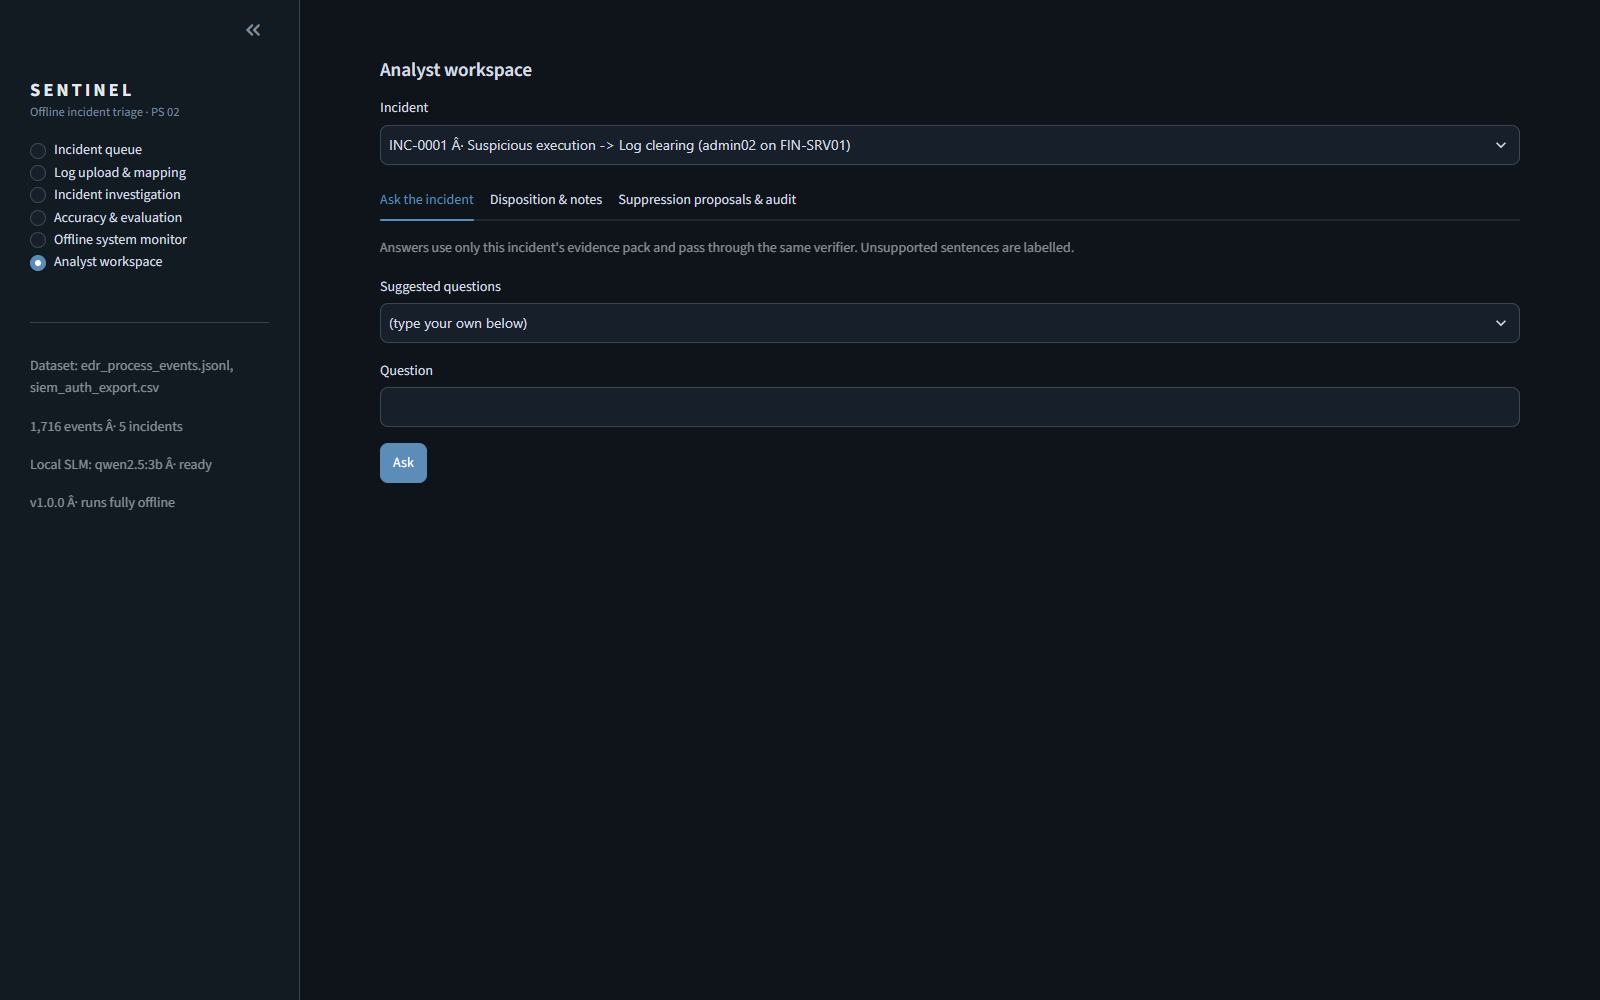 SENTINEL
Offline incident triage · PS 02
Incident queue
Log upload & mapping
Incident investigation
Accuracy & evaluation
Offline system monitor
Analyst workspace
Dataset: edr_process_events.jsonl,
siem_auth_export.csv
1,716 events Â· 5 incidents
Local SLM: qwen2.5:3b Â· ready
v1.0.0 Â· runs fully offline
Analyst workspace
Incident
INC-0001 Â· Suspicious execution -> Log clearing (admin02 on FIN-SRV01)
Ask the incident Disposition & notes Suppression proposals & audit
Answers use only this incident's evidence pack and pass through the same verifier. Unsupported sentences are labelled.
Suggested questions
(type your own below)
Question
Ask